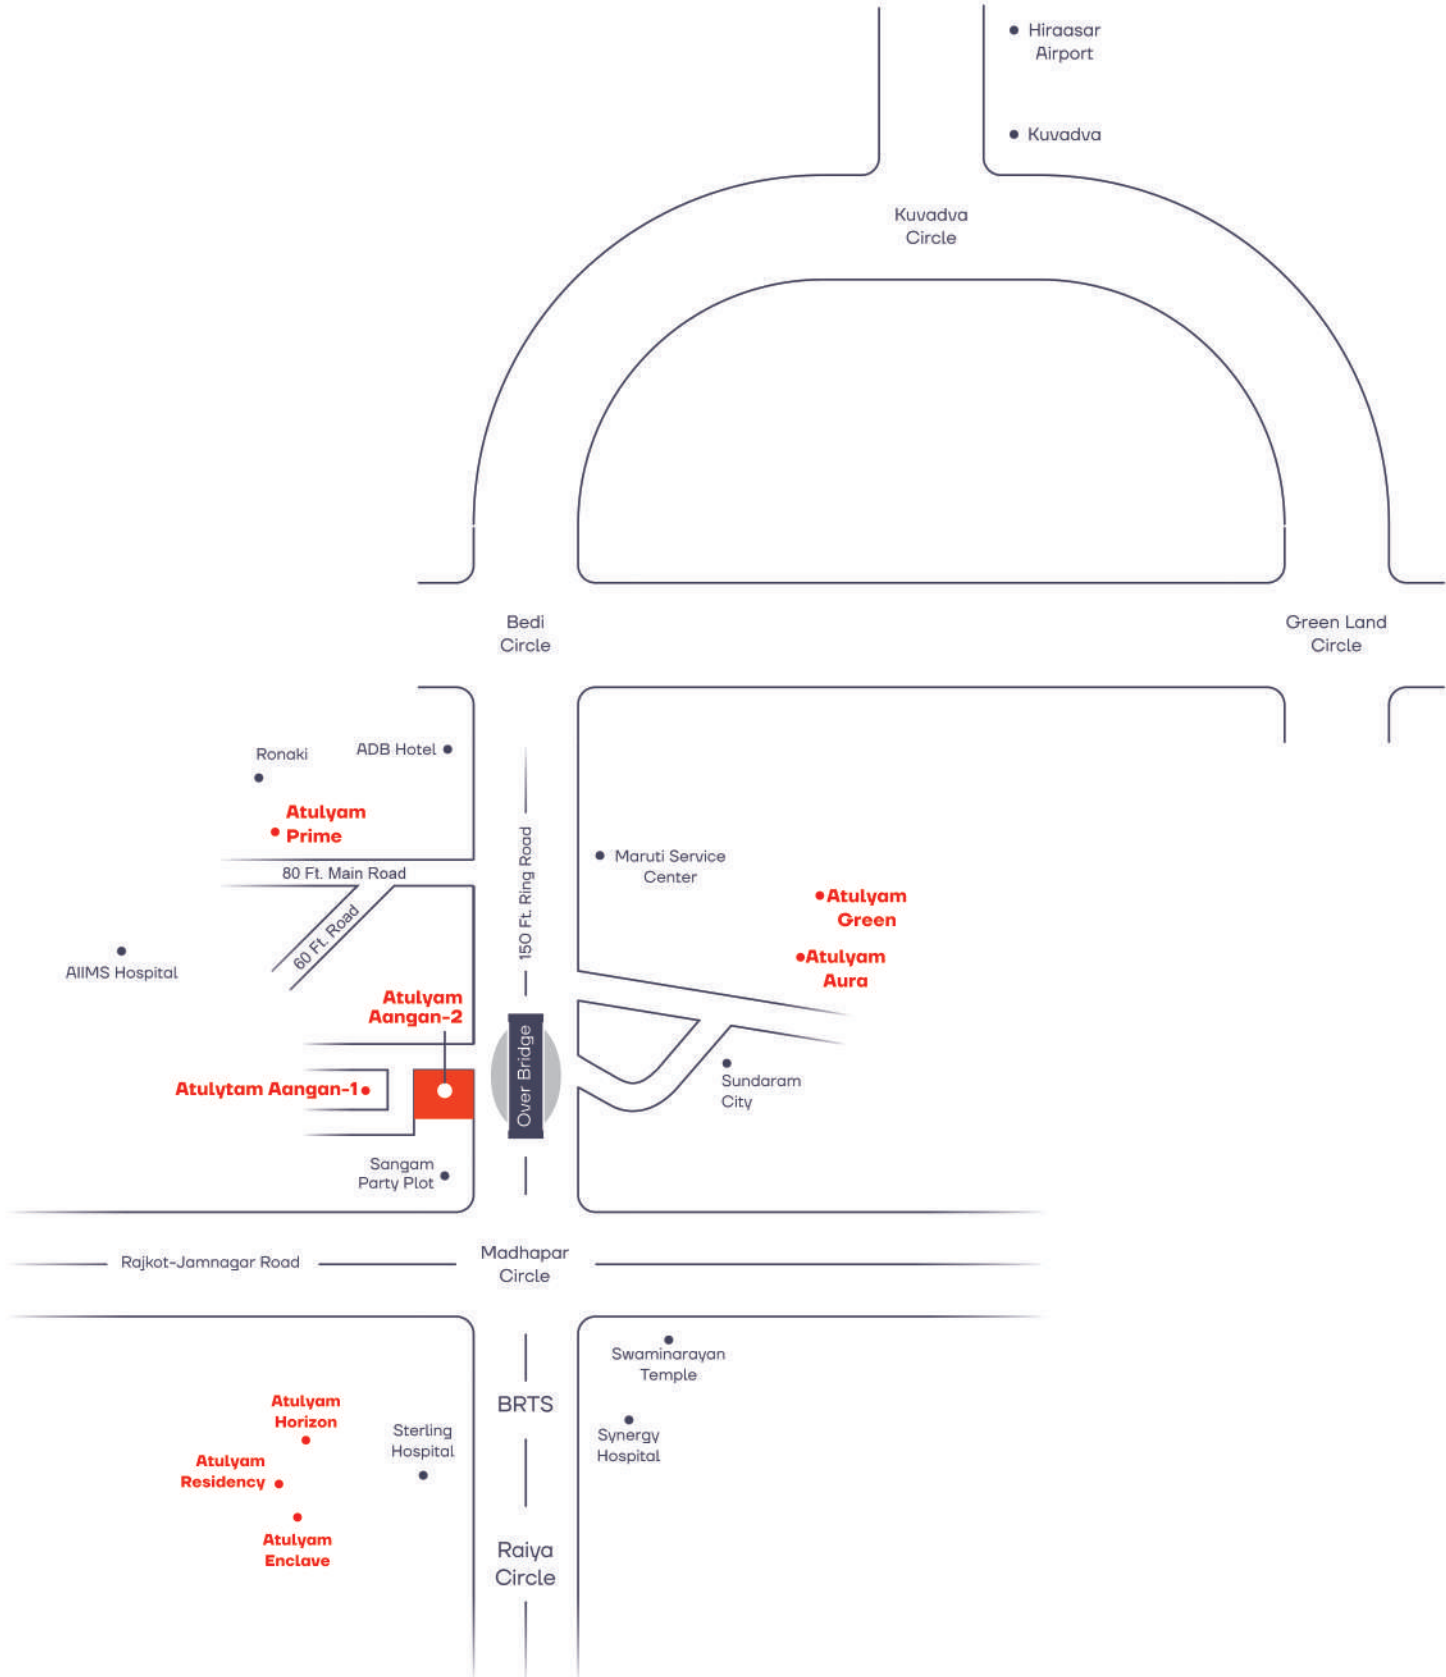 Hiraasar
Airport
Kuvadva
Kuvadva
Circle
Bedi
Circle
Green Land
Circle
ADB Hotel
Ronaki
Atulyam
Prime
80 Ft. Main Road
60 Ft. Road
150 Ft. Ring Road
Maruti Service
Center
Atulyam
Green
Atulyam
Aura
AIIMS Hospital
Atulyam
Aangan-2
Over Bridge
Atulytam Aangan-1
Sundaram
City
Sangam
Party Plot
Rajkot-Jamnagar Road
Madhapar
Circle
Swaminarayan
Temple
BRTS
Atulyam
Horizon
Sterling
Hospital
Synergy
Hospital
Atulyam
Residency
Atulyam
Enclave
Raiya
Circle